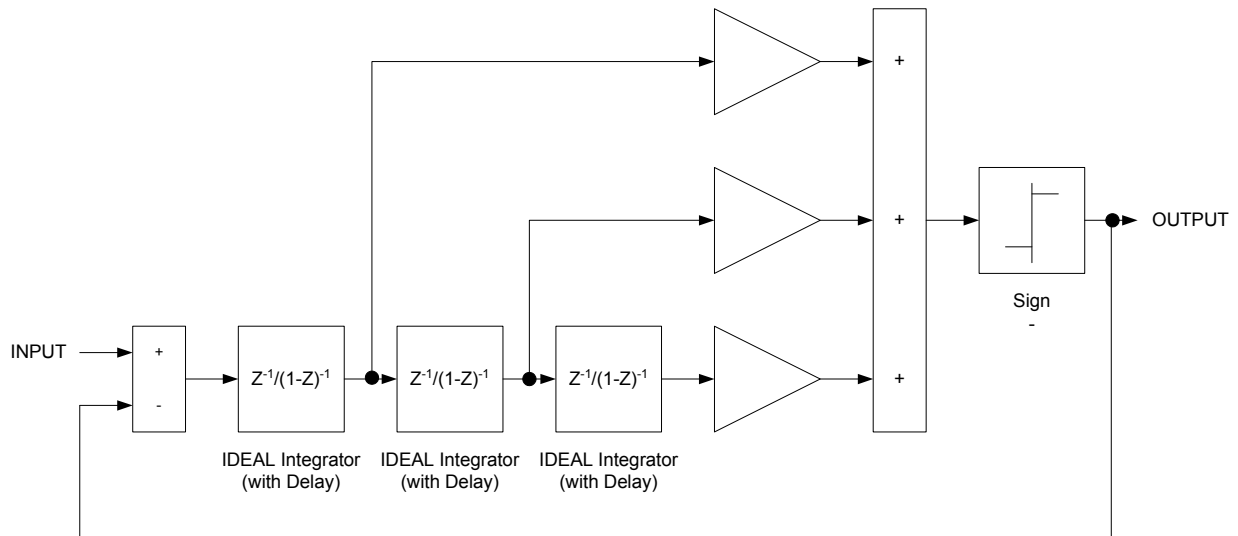 +
+
+
OUTPUT
Sign
-
INPUT
+
-
Z⁻¹/(1-Z)⁻¹
Z⁻¹/(1-Z)⁻¹
Z⁻¹/(1-Z)⁻¹
IDEAL Integrator
(with Delay)
IDEAL Integrator
(with Delay)
IDEAL Integrator
(with Delay)